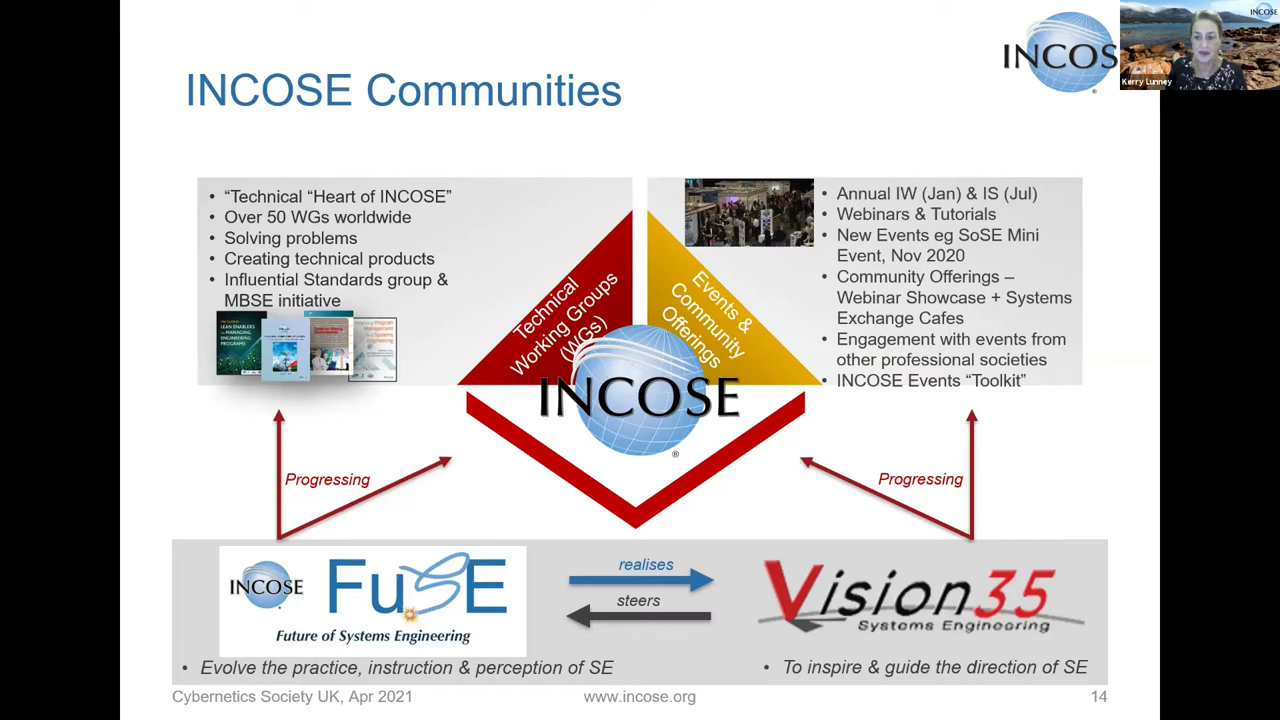 INCOSE Communities
INCOS
INCOSE
Kerry Lunney
• “Technical “Heart of INCOSE”
• Over 50 WGs worldwide
• Solving problems
• Creating technical products
• Influential Standards group &
MBSE initiative
LEAN ENABLERS
Technical
Working Groups
(WGs)
Events &
Community
Offerings
• Annual IW (Jan) & IS (Jul)
• Webinars & Tutorials
• New Events eg SoSE Mini
Event, Nov 2020
• Community Offerings –
Webinar Showcase + Systems
Exchange Cafes
• Engagement with events from
other professional societies
• INCOSE Events “Toolkit”
INCOSE
®
Progressing
Progressing
INCOSE
FuSE
Future of Systems Engineering
realises
steers
Vision 35
Systems Engineering
• Evolve the practice, instruction & perception of SE
• To inspire & guide the direction of SE
Cybernetics Society UK, Apr 2021
www.incose.org
14